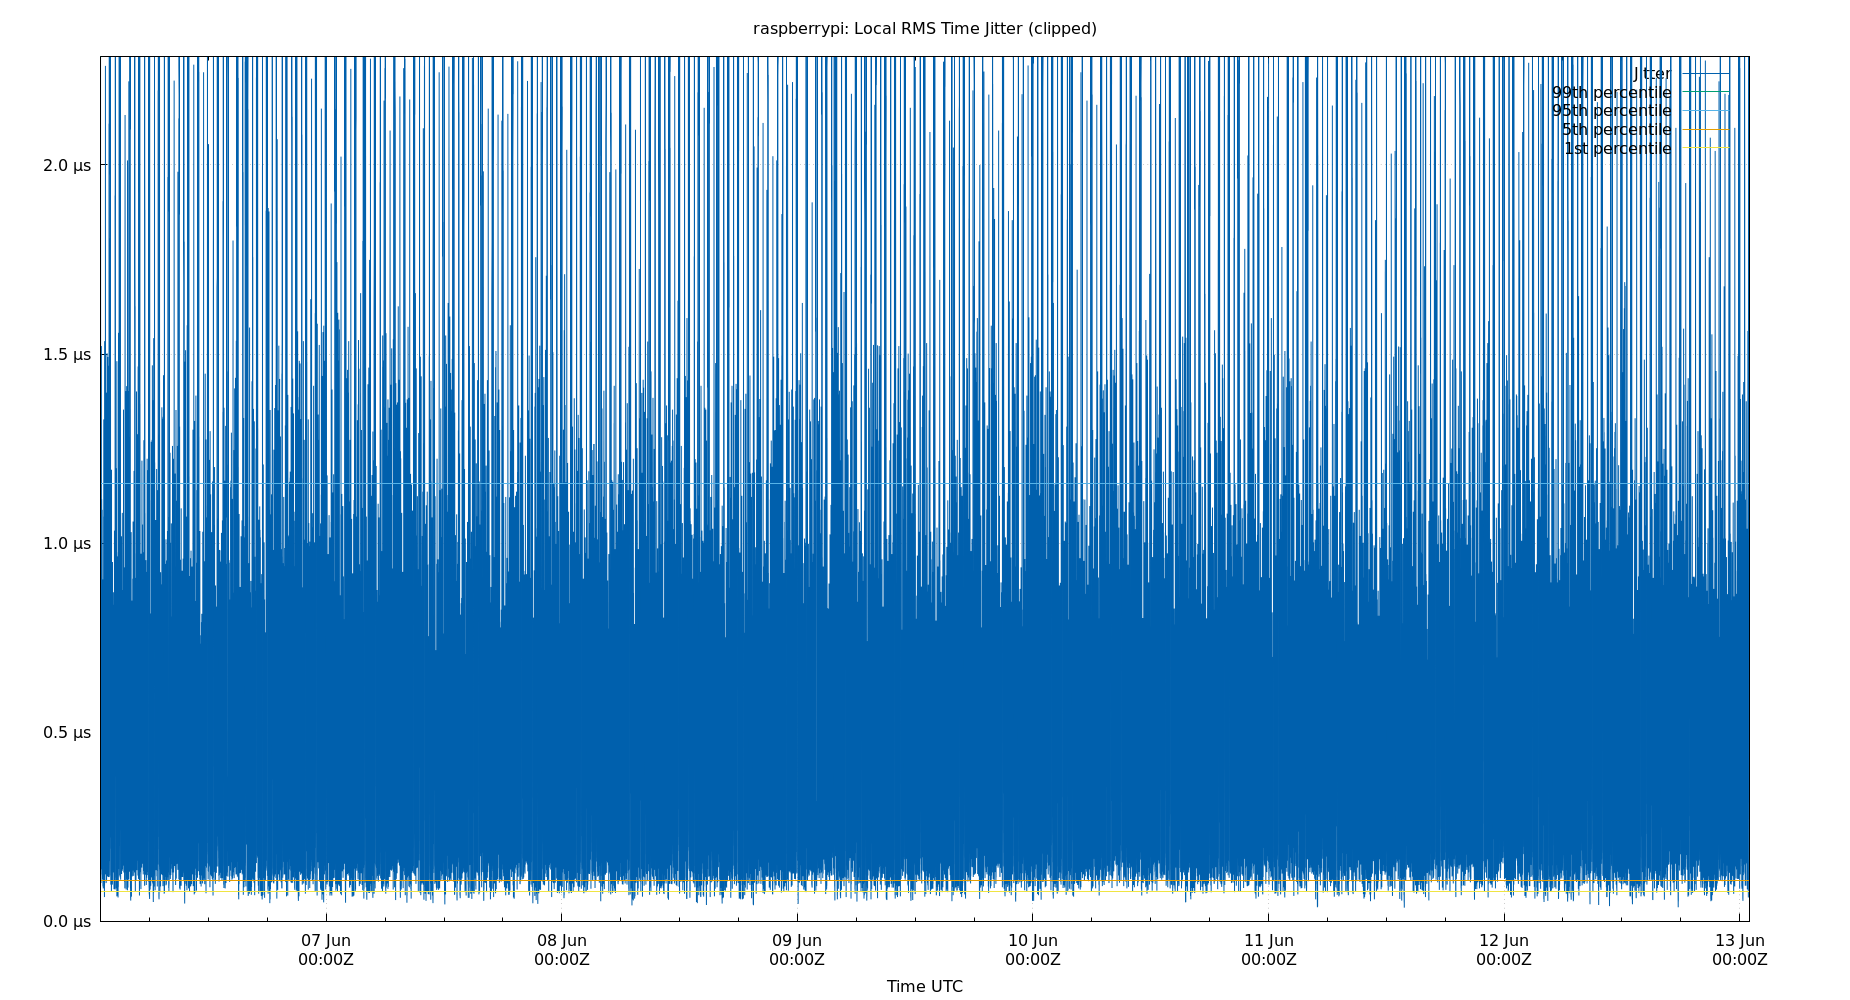 raspberrypi: Local RMS Time Jitter (clipped)
Jitter
99th percentile
95th percentile
5th percentile
1st percentile
2.0 μs
1.5 μs
1.0 μs
0.5 μs
0.0 μs
07 Jun 08 Jun 09 Jun 10 Jun 11 Jun 12 Jun 13 Jun
00:00Z 00:00Z 00:00Z 00:00Z 00:00Z 00:00Z 00:00Z
Time UTC